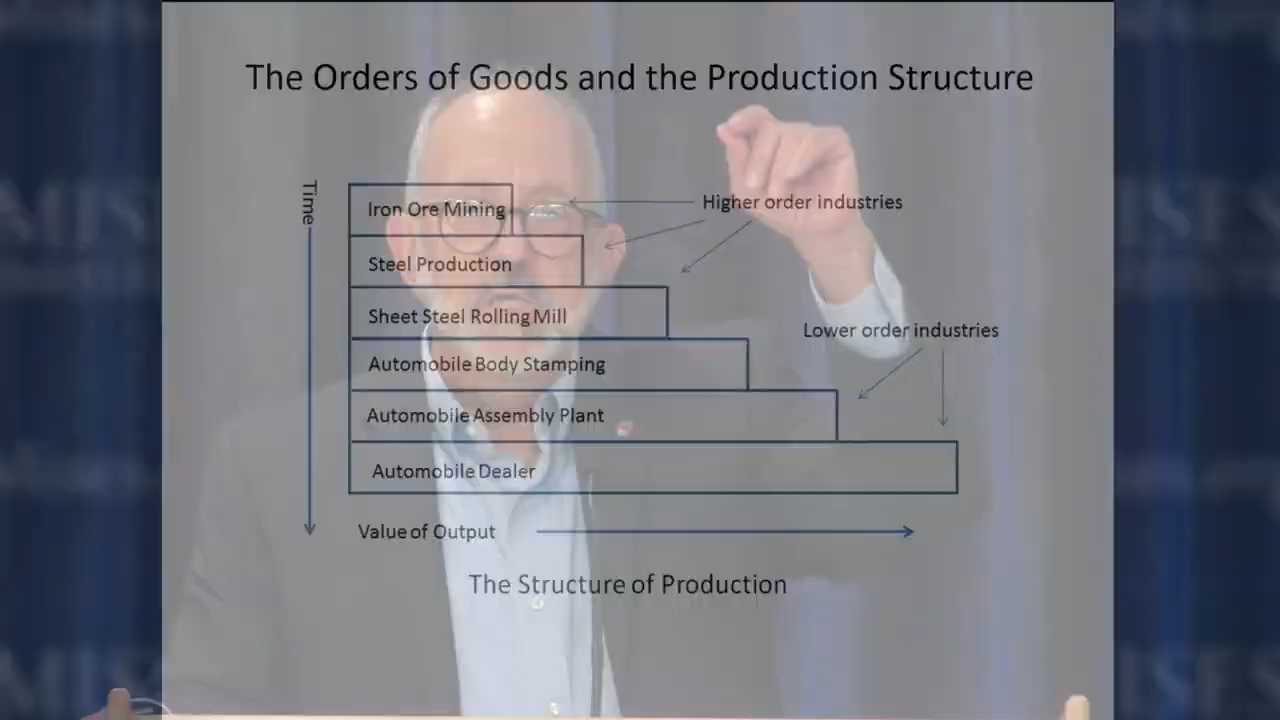 The Orders of Goods and the Production Structure
Time
Iron Ore Mining
Higher order industries
Steel Production
Sheet Steel Rolling Mill
Lower order industries
Automobile Body Stamping
Automobile Assembly Plant
Automobile Dealer
Value of Output
The Structure of Production